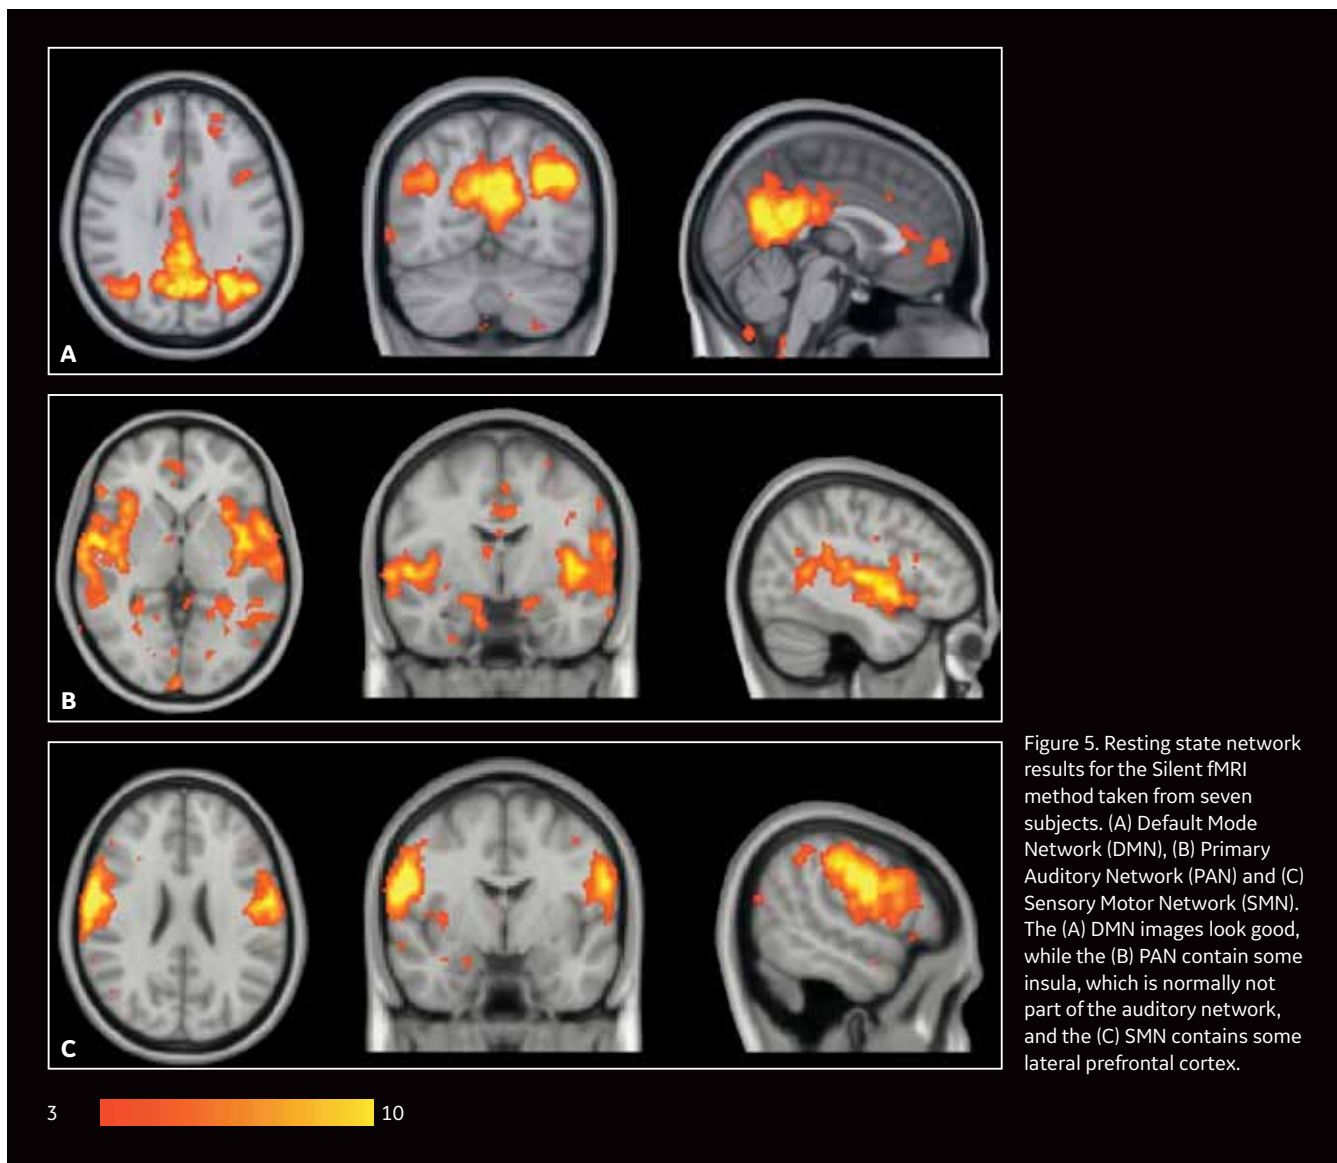 A
B
C
3
10
Figure 5. Resting state network
results for the Silent fMRI
method taken from seven
subjects. (A) Default Mode
Network (DMN), (B) Primary
Auditory Network (PAN) and (C)
Sensory Motor Network (SMN).
The (A) DMN images look good,
while the (B) PAN contain some
insula, which is normally not
part of the auditory network,
and the (C) SMN contains some
lateral prefrontal cortex.